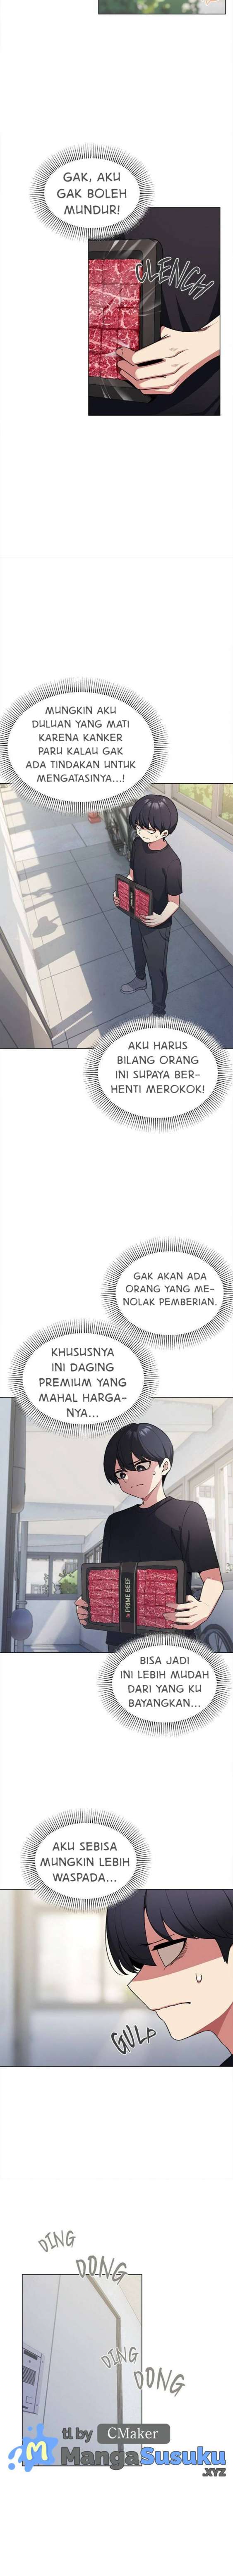 GAK, AKU
GAK BOLEH
MUNDUR!
CLENCH
MUNGKIN AKU
DULUAN YANG MATI
KARENA KANKER
PARU KALAU GAK
ADA TINDAKAN UNTUK
MENGATASINYA...!
AKU HARUS
BILANG ORANG
INI SUPAYA BER-
HENTI MEROKOK!
GAK AKAN ADA
ORANG YANG ME-
NOLAK PEMBERIAN.
KHUSUSNYA
INI DAGING
PREMIUM YANG
MAHAL HARGA-
NYA...
PRIME BEEF
BISA JADI
INI LEBIH MUDAH
DARI YANG KU
BAYANGKAN...
AKU SEBISA
MUNGKIN LEBIH
WASPADA...
GULP
DING
DONG
DING
DONG
tl by CMaker
M MangaSusuku
.XYZ